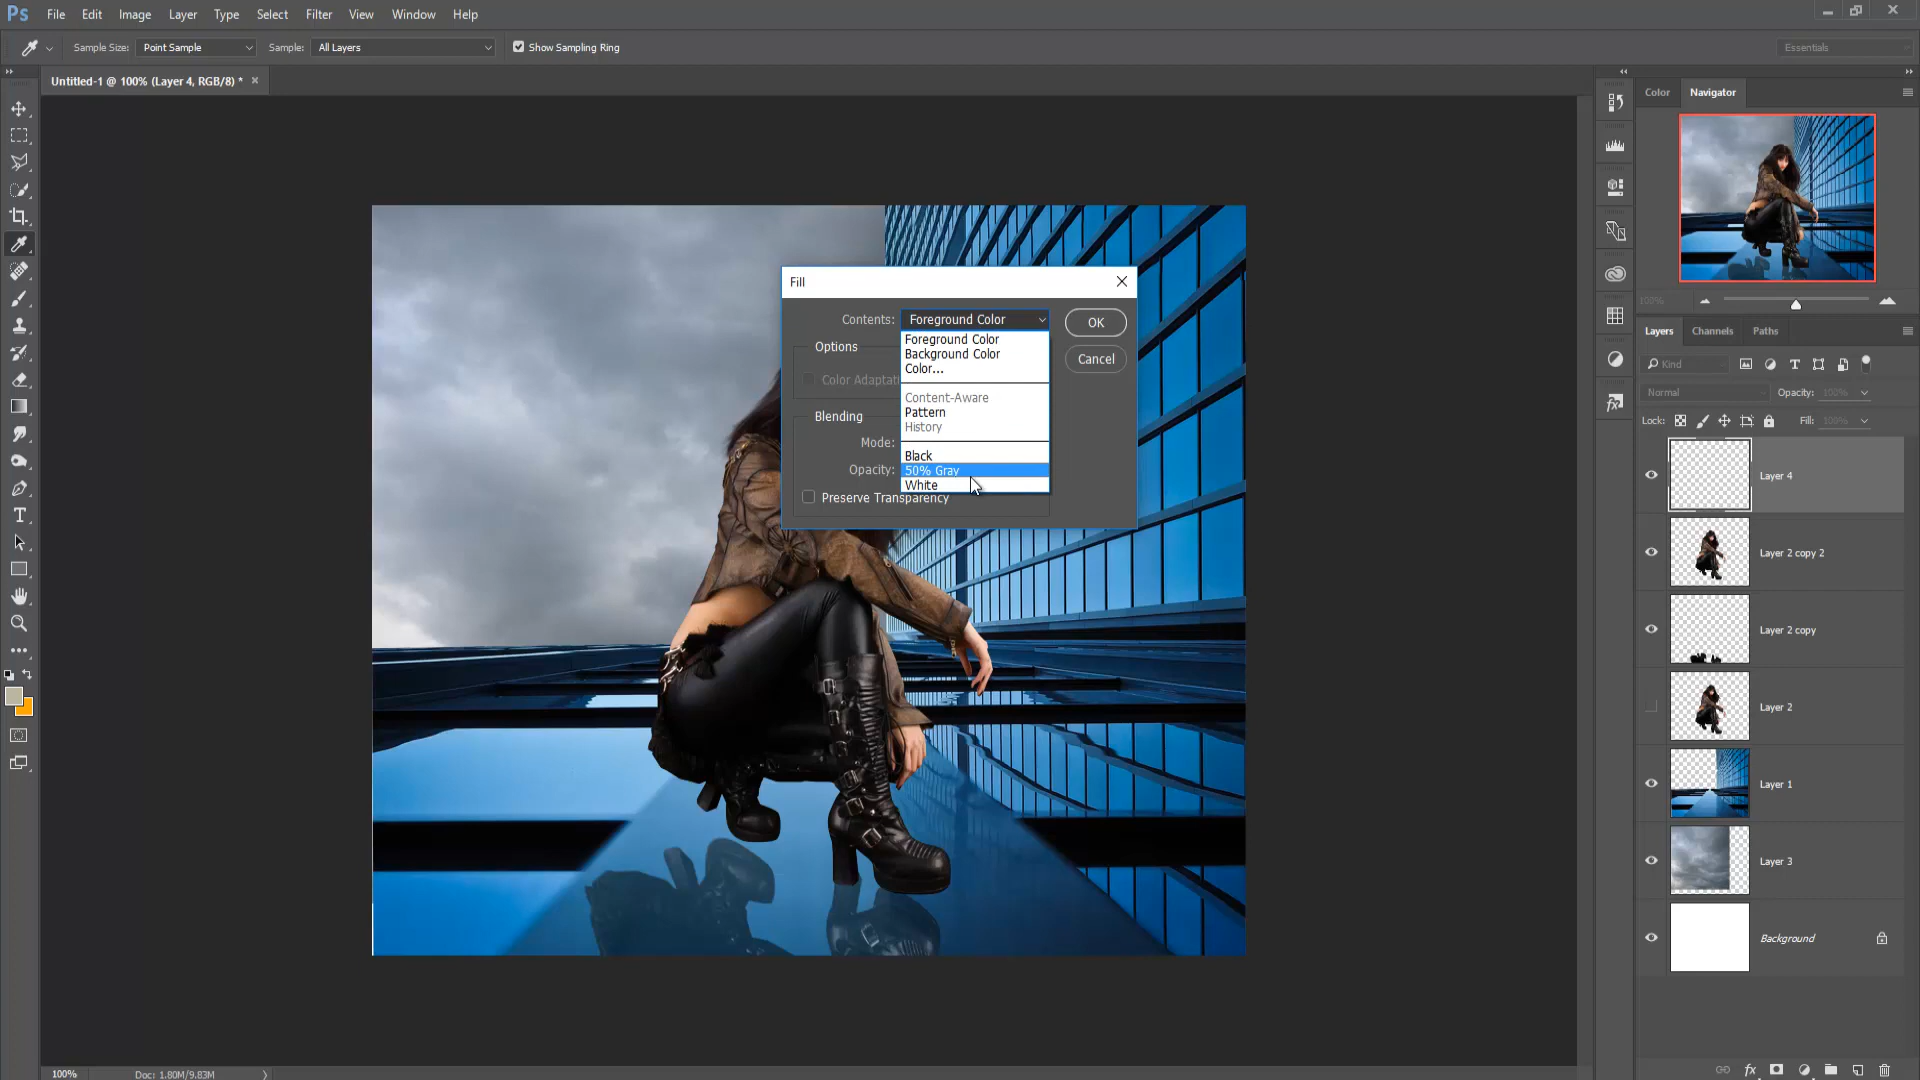 Ps File Edit Image Layer Type Select Filter View Window Help
Sample Size: Point Sample Sample: All Layers Show Sampling Ring Essentials
Untitled-1 @ 100% (Layer 4, RGB/8) * ×
Color Navigator
100%
Layers Channels Paths
Kind
Normal Opacity: 100%
Lock: Fill: 100%
Layer 4
Layer 2 copy 2
Layer 2 copy
Layer 2
Layer 1
Layer 3
Background
Fill
Contents: Foreground Color
OK
Cancel
Options
Color Adaptati
Blending
Mode:
Opacity:
Preserve Transparency
Foreground Color
Background Color
Color...
Content-Aware
Pattern
History
Black
50% Gray
White
100% Doc: 1.80M/9.83M
fx